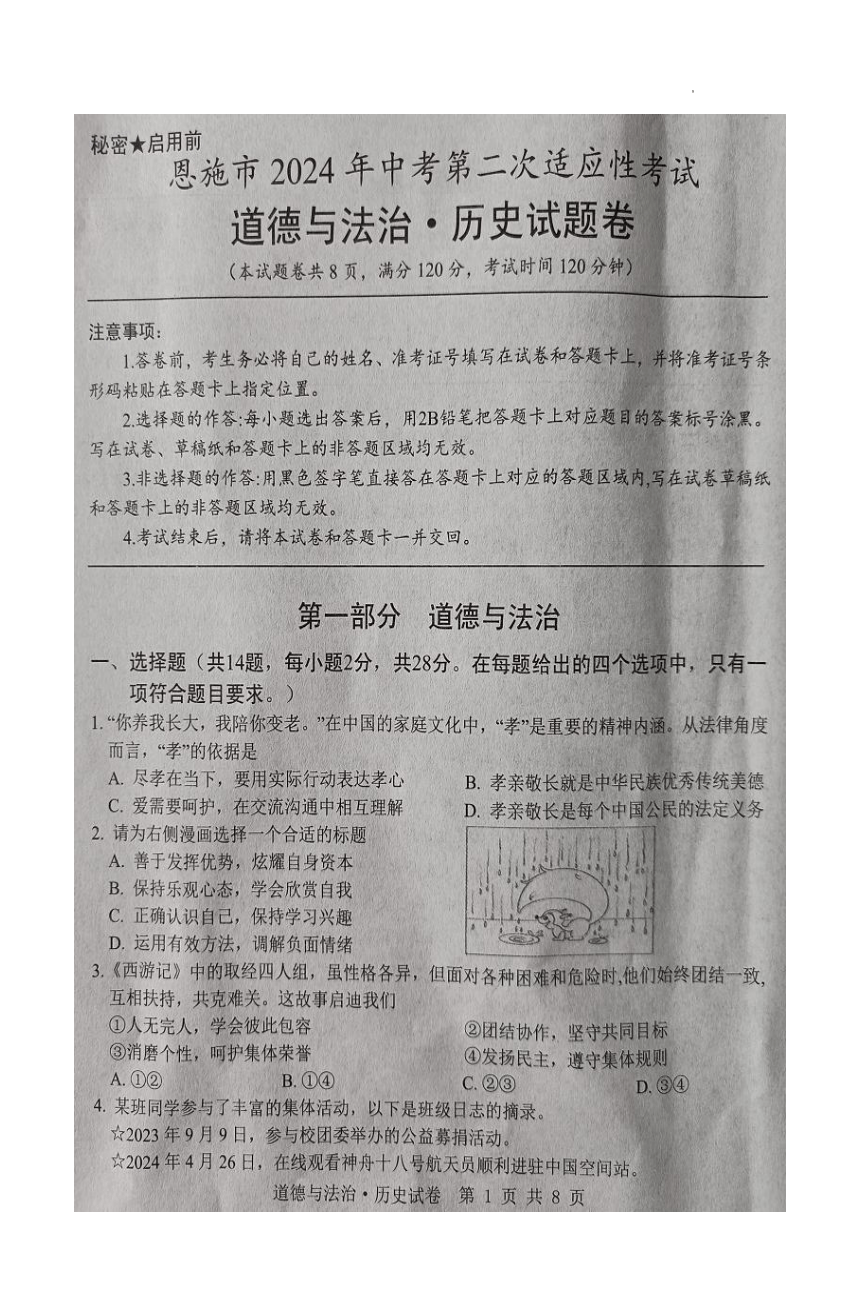 秘密★启用前
恩施市 2024 年中考第二次适应性考试
道德与法治·历史试题卷
（本试题卷共 8 页，满分 120 分，考试时间 120 分钟）
注意事项：
1.答卷前，考生务必将自己的姓名、准考证号填写在试卷和答题卡上，并将准考证号条
形码粘贴在答题卡上指定位置。
2.选择题的作答:每小题选出答案后，用2B铅笔把答题卡上对应题目的答案标号涂黑。
写在试卷、草稿纸和答题卡上的非答题区域均无效。
3.非选择题的作答:用黑色签字笔直接答在答题卡上对应的答题区域内,写在试卷草稿纸
和答题卡上的非答题区域均无效。
4.考试结束后，请将本试卷和答题卡一并交回。
第一部分 道德与法治
一、选择题（共14题，每小题2分，共28分。在每题给出的四个选项中，只有一
项符合题目要求。）
1. “你养我长大，我陪你变老。”在中国的家庭文化中，“孝”是重要的精神内涵。从法律角度
而言，“孝”的依据是
A. 尽孝在当下，要用实际行动表达孝心 B. 孝亲敬长就是中华民族优秀传统美德
C. 爱需要呵护，在交流沟通中相互理解 D. 孝亲敬长是每个中国公民的法定义务
2. 请为右侧漫画选择一个合适的标题
A. 善于发挥优势，炫耀自身资本
B. 保持乐观心态，学会欣赏自我
C. 正确认识自己，保持学习兴趣
D. 运用有效方法，调解负面情绪
3.《西游记》中的取经四人组，虽性格各异，但面对各种困难和危险时,他们始终团结一致,
互相扶持，共克难关。这故事启迪我们
①人无完人，学会彼此包容 ②团结协作，坚守共同目标
③消磨个性，呵护集体荣誉 ④发扬民主，遵守集体规则
A. ①② B. ①④ C. ②③ D. ③④
4. 某班同学参与了丰富的集体活动，以下是班级日志的摘录。
☆2023 年 9 月 9 日，参与校团委举办的公益募捐活动。
☆2024 年 4 月 26 日，在线观看神舟十八号航天员顺利进驻中国空间站。
道德与法治·历史试卷 第 1 页 共 8 页